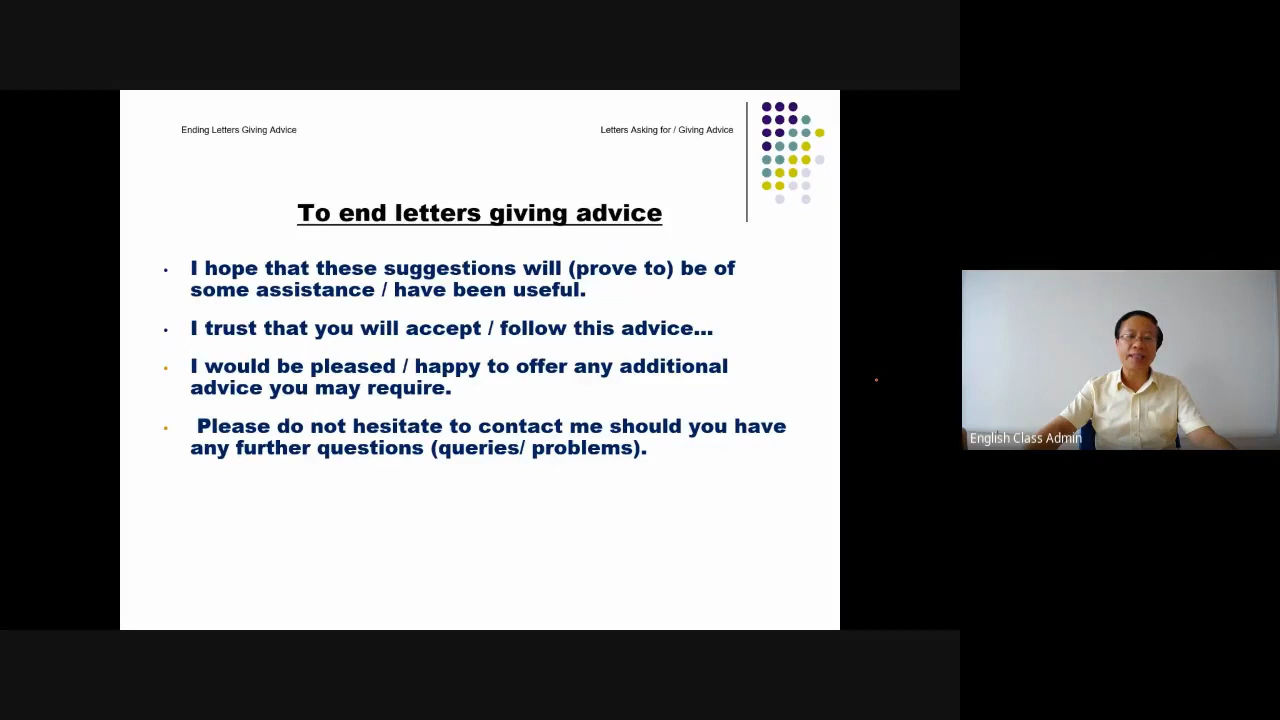 Ending Letters Giving Advice
Letters Asking for / Giving Advice
To end letters giving advice
• I hope that these suggestions will (prove to) be of
some assistance / have been useful.
• I trust that you will accept / follow this advice...
• I would be pleased / happy to offer any additional
advice you may require.
• Please do not hesitate to contact me should you have
any further questions (queries/ problems).
English Class Admin